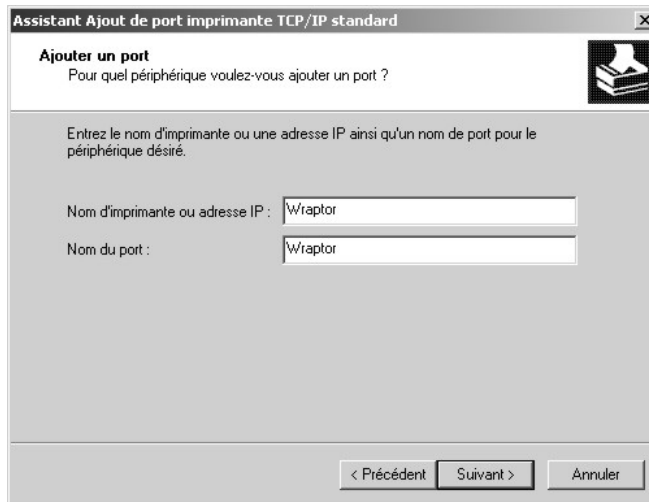 Assistant Ajout de port imprimante TCP/IP standard
Ajouter un port
Pour quel périphérique voulez-vous ajouter un port ?
Entrez le nom d'imprimante ou une adresse IP ainsi qu'un nom de port pour le
périphérique désiré.
Nom d'imprimante ou adresse IP : Wraptor
Nom du port : Wraptor
< Précédent Suivant > Annuler